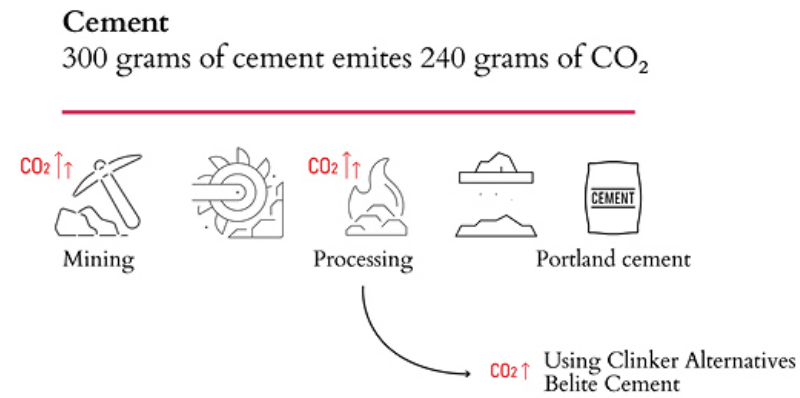 Cement
300 grams of cement emites 240 grams of CO₂
CO2 ↑↑
CO2 ↑↑
CEMENT
Mining
Processing
Portland cement
CO2 ↑
Using Clinker Alternatives
Belite Cement